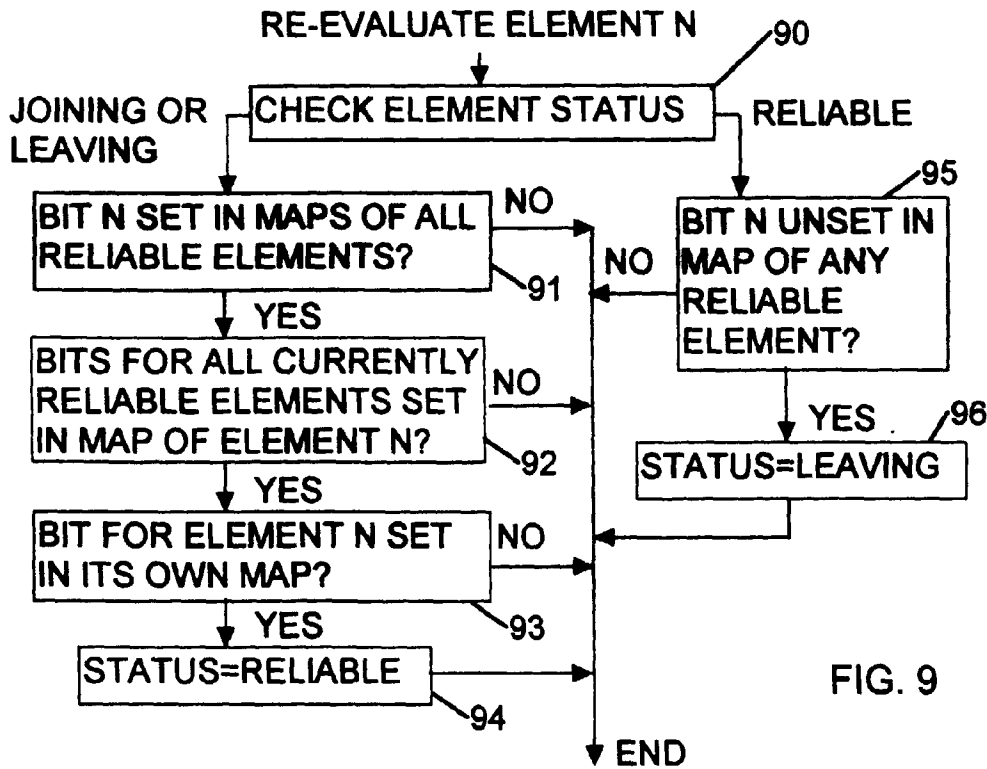 RE-EVALUATE ELEMENT N
90
CHECK ELEMENT STATUS
JOINING OR
LEAVING
RELIABLE
BIT N SET IN MAPS OF ALL
RELIABLE ELEMENTS?
NO
91
95
BIT N UNSET IN
MAP OF ANY
RELIABLE
ELEMENT?
NO
YES
BITS FOR ALL CURRENTLY
RELIABLE ELEMENTS SET
IN MAP OF ELEMENT N?
NO
92
YES
96
STATUS=LEAVING
YES
BIT FOR ELEMENT N SET
IN ITS OWN MAP?
NO
93
YES
STATUS=RELIABLE
94
FIG. 9
END